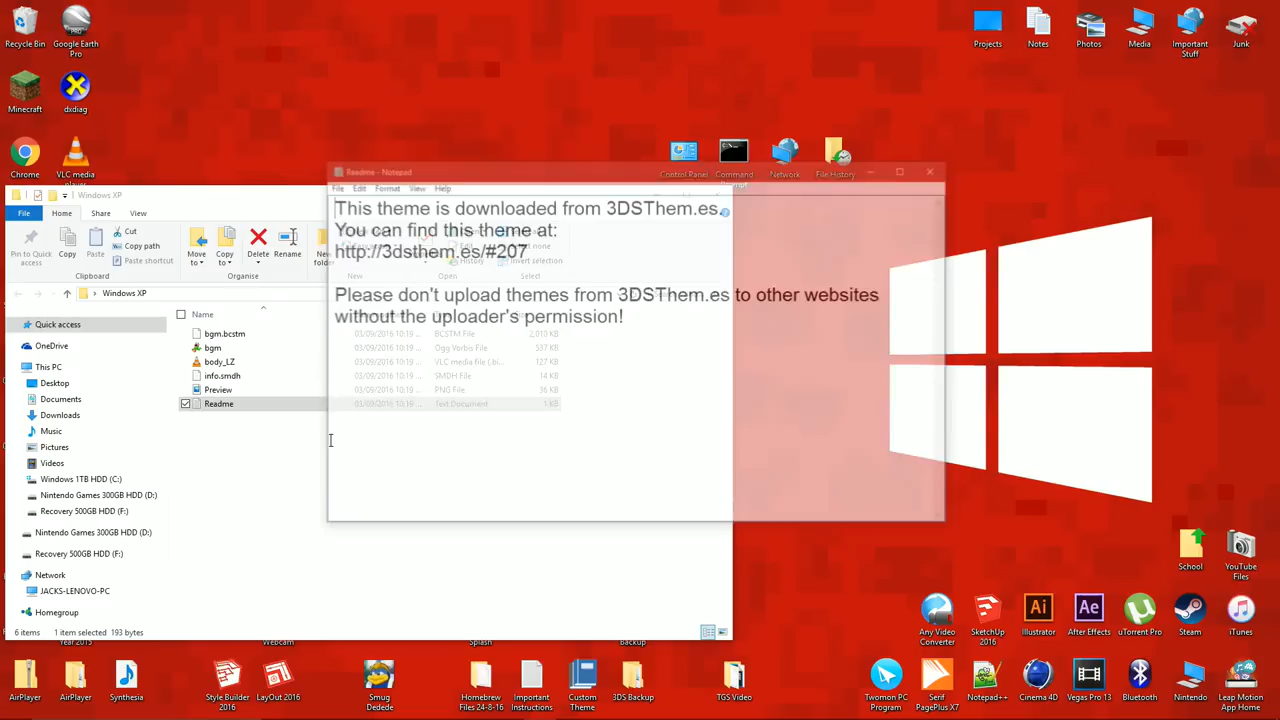 Recycle Bin
Google Earth
Pro
Projects
Notes
Photos
Media
Important
Stuff
Junk
Minecraft
dxdiag
Chrome
VLC media
Control Panel
Command
Network
File History
Windows XP
File
Home
Share
View
Pin to Quick
access
Copy
Paste
Cut
Copy path
Paste shortcut
Clipboard
Move
to
Copy
to
Delete
Rename
Organise
New
Open
Select
History
Edit
Invert selection
Readme - Notepad
File Edit Format View Help
This theme is downloaded from 3DSThem.es.
You can find this theme at:
http://3dsthem.es/#207
Please don't upload themes from 3DSThem.es to other websites
without the uploader's permission!
Windows XP
Name
bgm.bcstm 03/09/2016 10:19 ... BCSTM File 2,010 KB
bgm 03/09/2016 10:19 ... Ogg Vorbis File 537 KB
body_LZ 03/09/2016 10:19 ... VLC media file (.bi... 127 KB
info.smdh 03/09/2016 10:19 ... SMDH File 14 KB
Preview 03/09/2016 10:19 ... PNG File 36 KB
Readme 03/09/2016 10:19 ... Text Document 1 KB
Quick access
OneDrive
This PC
Desktop
Documents
Downloads
Music
Pictures
Videos
Windows 1TB HDD (C:)
Nintendo Games 300GB HDD (D:)
Recovery 500GB HDD (F:)
Nintendo Games 300GB HDD (D:)
Recovery 500GB HDD (F:)
Network
JACKS-LENOVO-PC
Homegroup
6 items 1 item selected 193 bytes
Webcam
Splash
Backup
School
YouTube
Files
Any Video
Converter
SketchUp
2016
Ai
Illustrator
Ae
After Effects
uTorrent Pro
Steam
iTunes
AirPlayer
AirPlayer
Synthesia
Style Builder
2016
LayOut 2016
Smug
Dedede
Homebrew
Files 24-8-16
Important
Instructions
Custom
Theme
3DS Backup
TGS Video
Twomon PC
Program
Serif
PagePlus X7
Notepad++
Cinema 4D
Vegas Pro 13
Bluetooth
Nintendo
Leap Motion
App Home